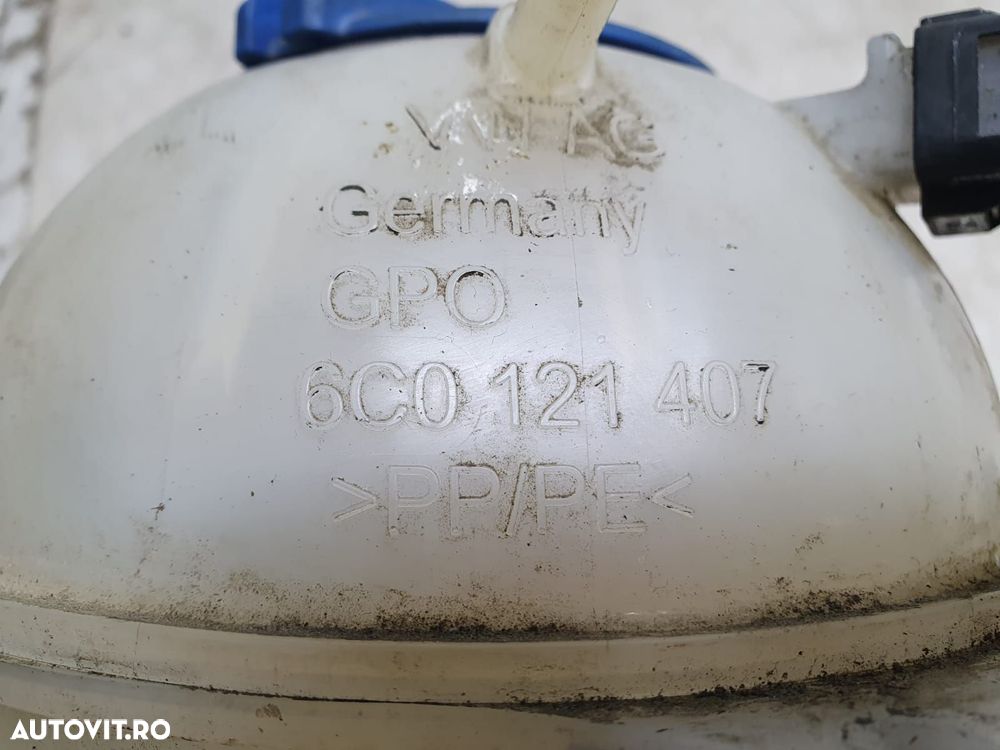 VW AG
Germany
GPO
6C0 121 407
>PP/PE<
AUTOVIT.RO